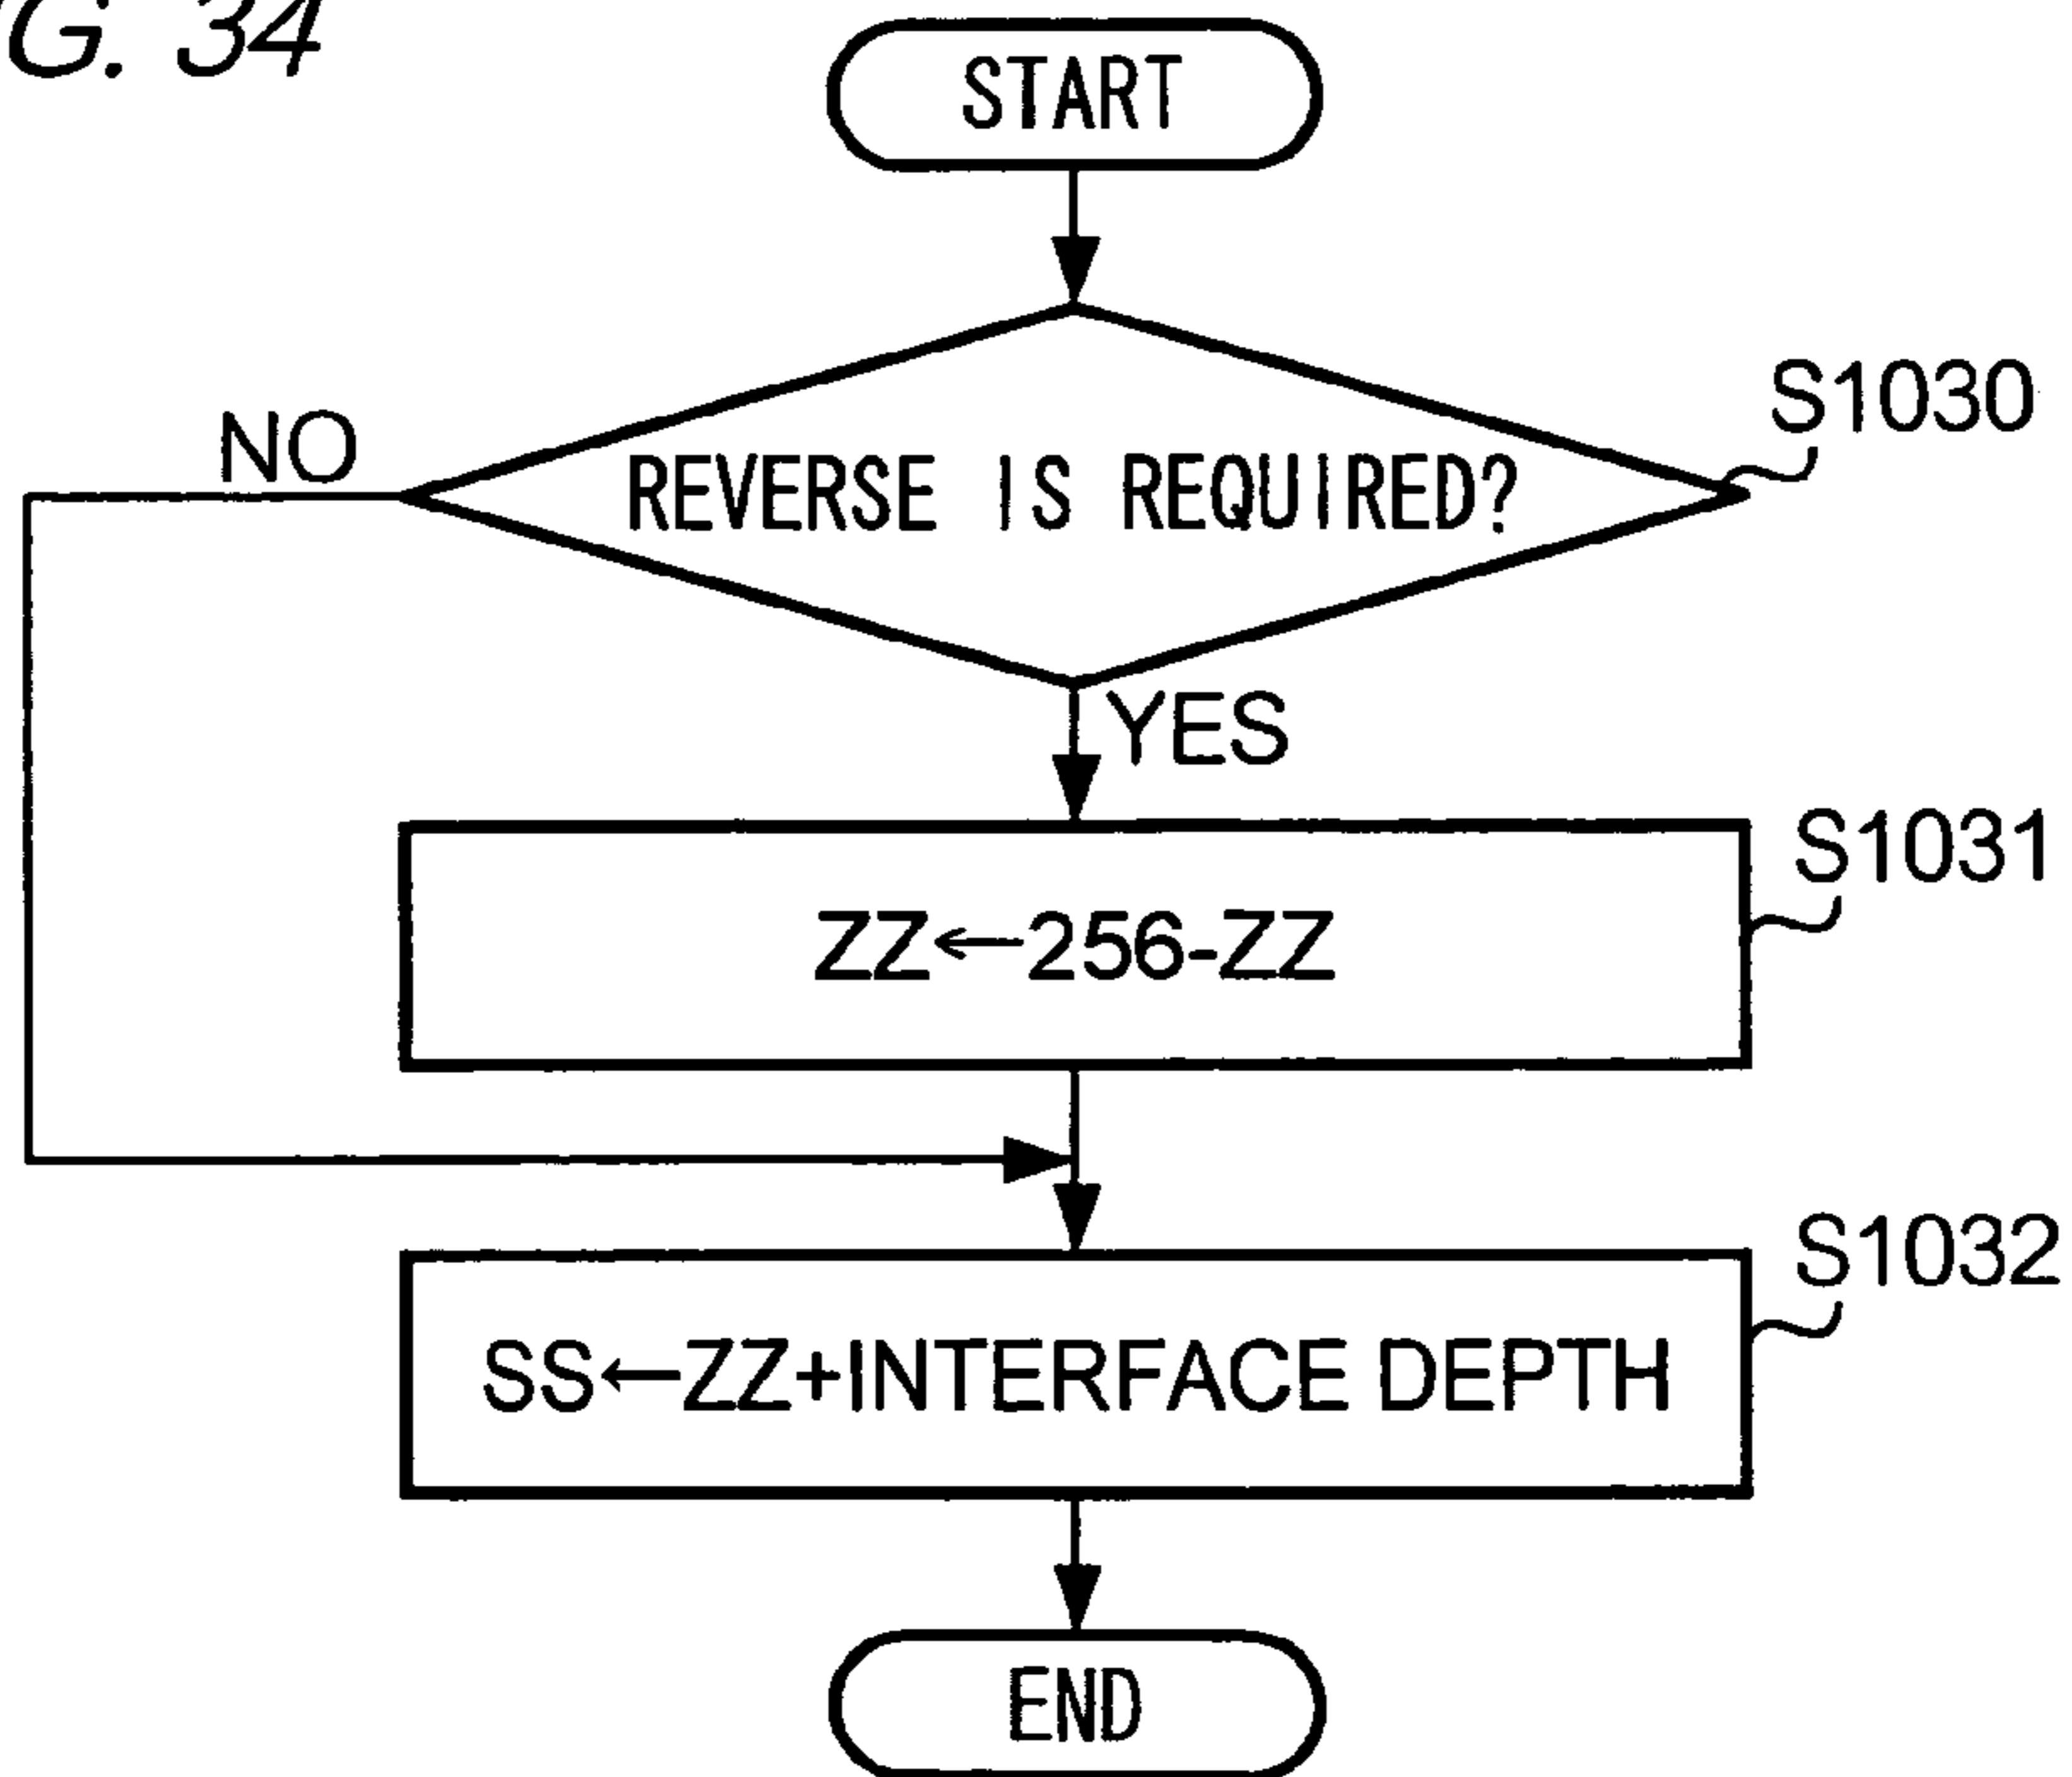 G. 34
START
S1030
NO
REVERSE IS REQUIRED?
YES
S1031
ZZ←256-ZZ
S1032
SS←ZZ+INTERFACE DEPTH
END